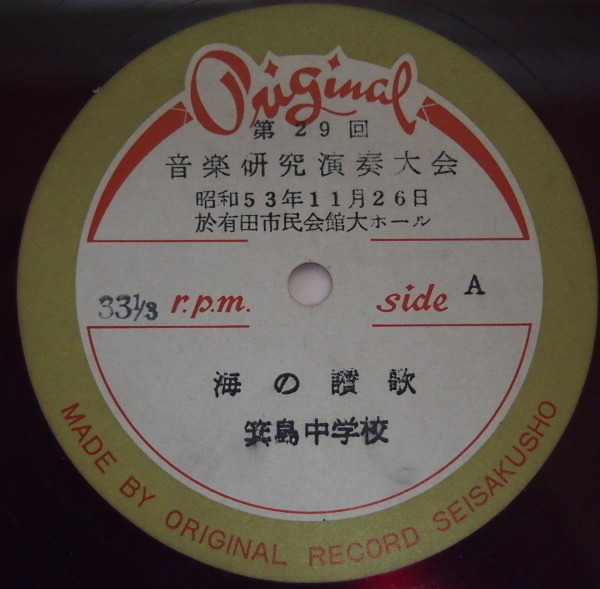 Original
第29回
音楽研究演奏大会
昭和53年11月26日
於有田市民会館大ホール
33⅓ r.p.m. side A
海の讃歌
箕島中学校
MADE BY ORIGINAL RECORD SEISAKUSHO